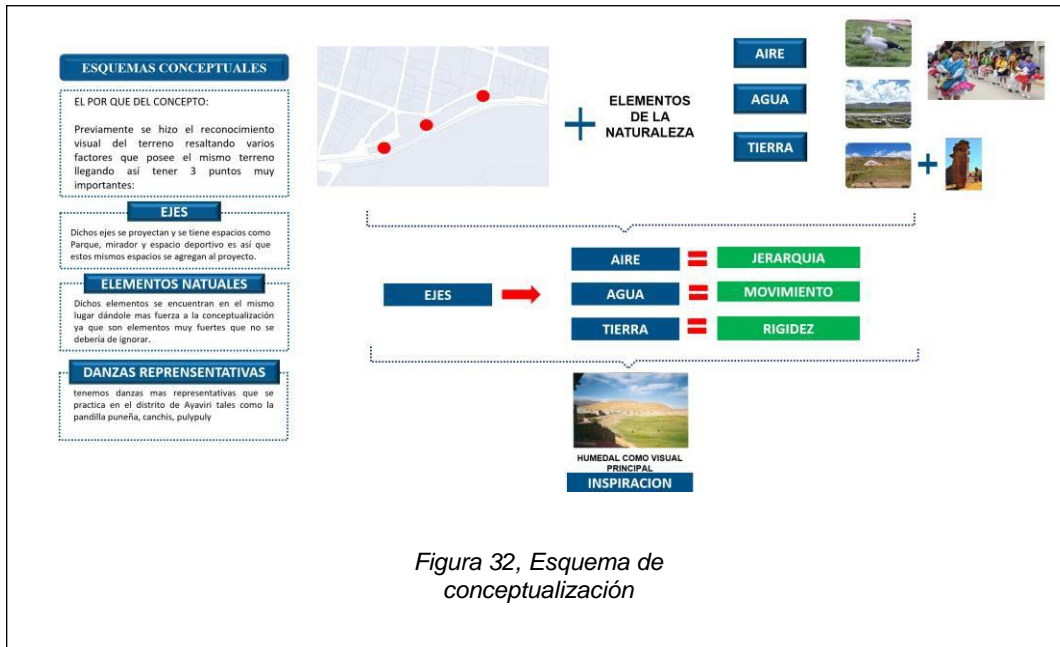 ESQUEMAS CONCEPTUALES
EL POR QUE DEL CONCEPTO:
Previamente se hizo el reconocimiento
visual del terreno resaltando varios
factores que posee el mismo terreno
llegando así tener 3 puntos muy
importantes:
EJES
Dichos ejes se proyectan y se tiene espacios como
Parque, mirador y espacio deportivo es así que
estos mismos espacios se agregan al proyecto.
ELEMENTOS NATUALES
Dichos elementos se encuentran en el mismo
lugar dándole mas fuerza a la conceptualización
ya que son elementos muy fuertes que no se
debería de ignorar.
DANZAS REPRENSENTATIVAS
tenemos danzas mas representativas que se
practica en el distrito de Ayaviri tales como la
pandilla puneña, canchis, pulypuly
+
ELEMENTOS
DE LA
NATURALEZA
AIRE
AGUA
TIERRA
+
EJES
AIRE = JERARQUIA
AGUA = MOVIMIENTO
TIERRA = RIGIDEZ
HUMEDAL COMO VISUAL
PRINCIPAL
INSPIRACION
Figura 32, Esquema de
conceptualización